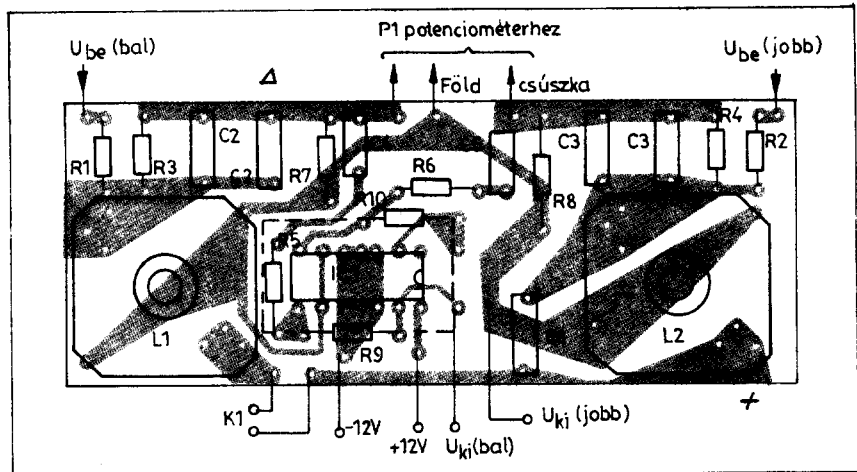 P1 potenciométerhez
U be (bal)
U be (jobb)
Δ
Föld
csúszka
R1
R3
C2
C2
R7
R6
C3
C3
R4
R2
R8
R10
R5
L1
R9
L2
K1
-12V
+12V
U ki (bal)
U ki (jobb)
+